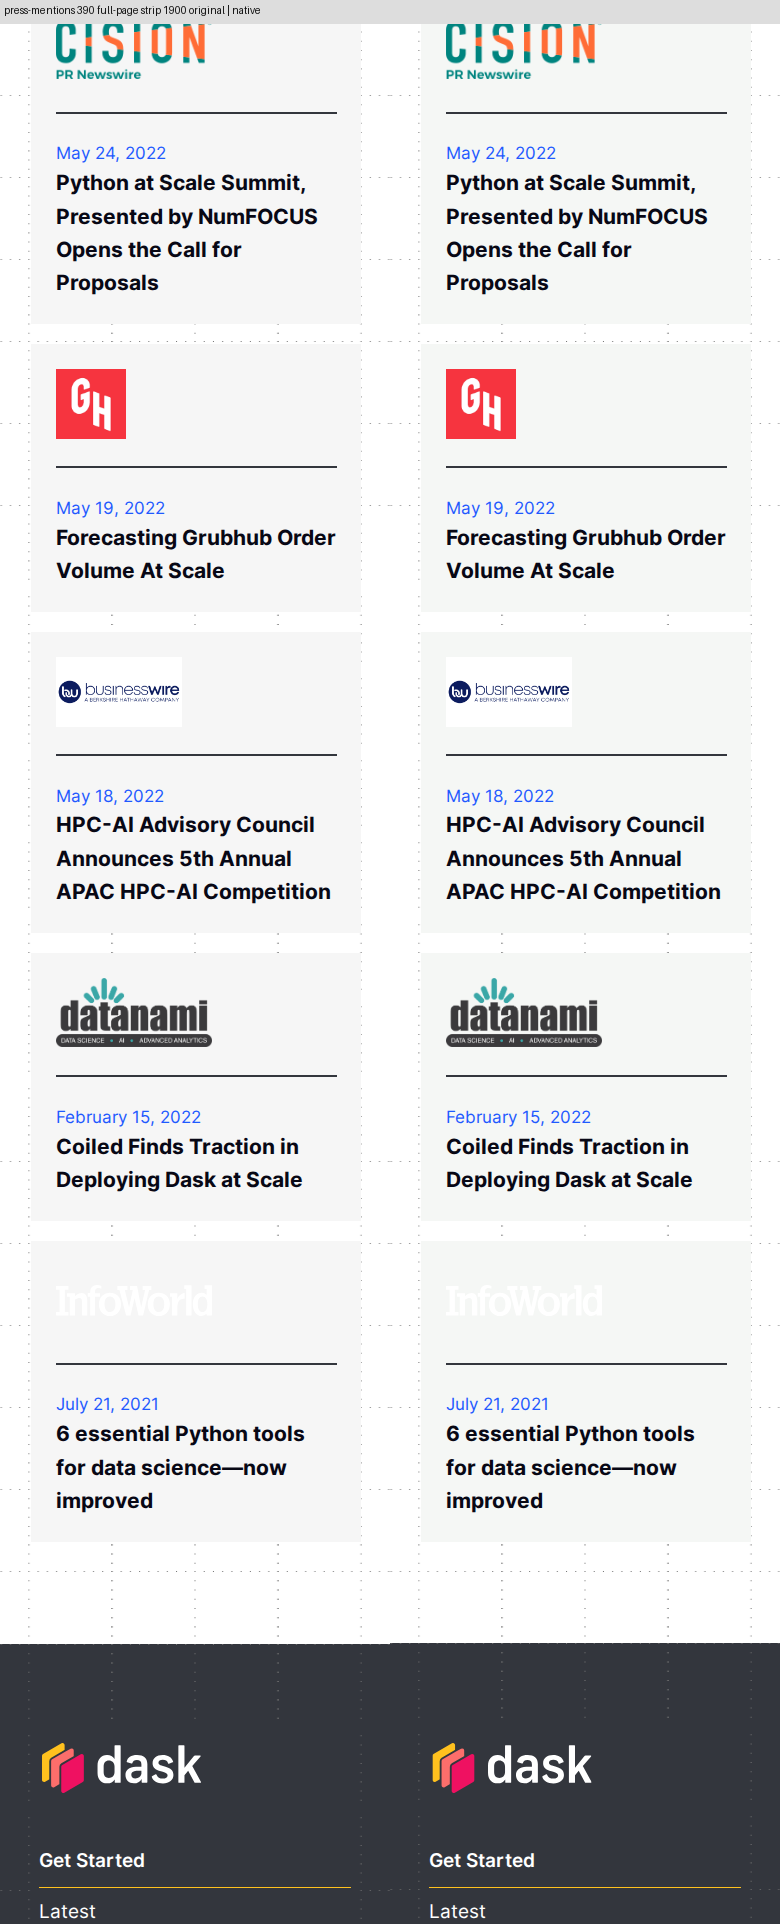 press-mentions 390 full-page strip 1900 original | native
CISION
PR Newswire
May 24, 2022
Python at Scale Summit,
Presented by NumFOCUS
Opens the Call for
Proposals
GH
May 19, 2022
Forecasting Grubhub Order
Volume At Scale
bw businesswire
A BERKSHIRE HATHAWAY COMPANY
May 18, 2022
HPC-AI Advisory Council
Announces 5th Annual
APAC HPC-AI Competition
datanami
DATA SCIENCE • AI • ADVANCED ANALYTICS
February 15, 2022
Coiled Finds Traction in
Deploying Dask at Scale
InfoWorld
July 21, 2021
6 essential Python tools
for data science—now
improved
dask
Get Started
Latest
CISION
PR Newswire
May 24, 2022
Python at Scale Summit,
Presented by NumFOCUS
Opens the Call for
Proposals
GH
May 19, 2022
Forecasting Grubhub Order
Volume At Scale
bw businesswire
A BERKSHIRE HATHAWAY COMPANY
May 18, 2022
HPC-AI Advisory Council
Announces 5th Annual
APAC HPC-AI Competition
datanami
DATA SCIENCE • AI • ADVANCED ANALYTICS
February 15, 2022
Coiled Finds Traction in
Deploying Dask at Scale
InfoWorld
July 21, 2021
6 essential Python tools
for data science—now
improved
dask
Get Started
Latest